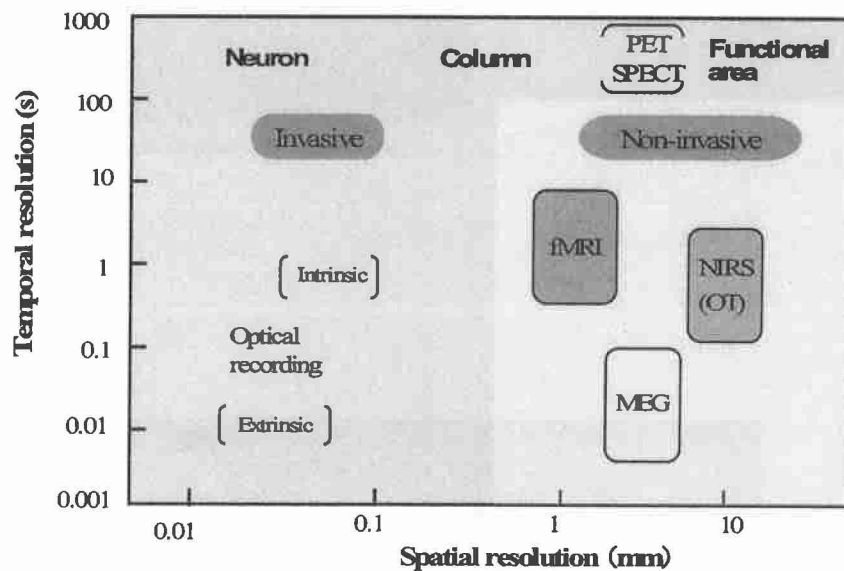 Temporal resolution (s)
1000
100
10
1
0.1
0.01
0.001
Neuron
Column
PET
SPECT
Functional
area
Invasive
Non-invasive
fMRI
NIRS
(OT)
Intrinsic
Optical
recording
MEG
Extrinsic
0.01
0.1
1
10
Spatial resolution (mm)